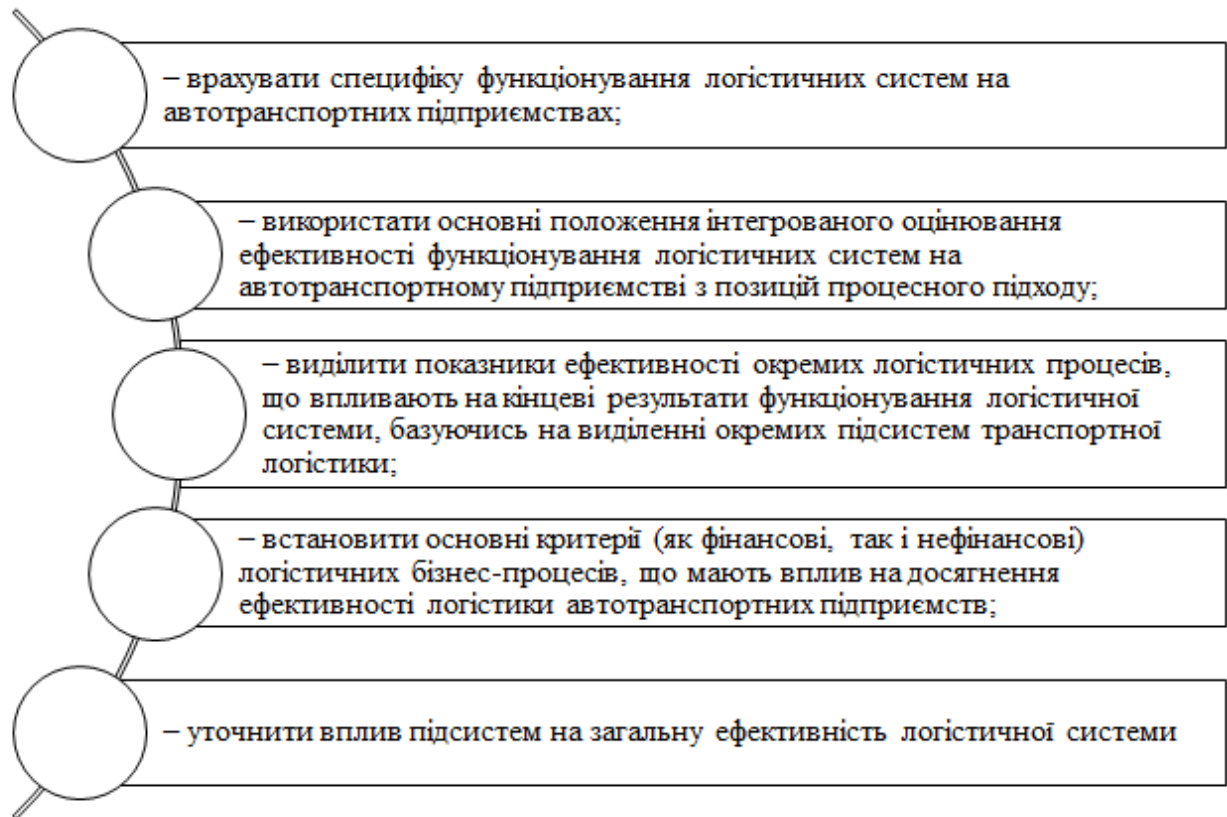 – врахувати специфіку функціонування логістичних систем на
автотранспортних підприємствах;
– використати основні положення інтегрованого оцінювання
ефективності функціонування логістичних систем на
автотранспортному підприємстві з позицій процесного підходу;
– виділити показники ефективності окремих логістичних процесів,
що впливають на кінцеві результати функціонування логістичної
системи, базуючись на виділенні окремих підсистем транспортної
логістики;
– встановити основні критерії (як фінансові, так і нефінансові)
логістичних бізнес-процесів, що мають вплив на досягнення
ефективності логістики автотранспортних підприємств;
– уточнити вплив підсистем на загальну ефективність логістичної системи